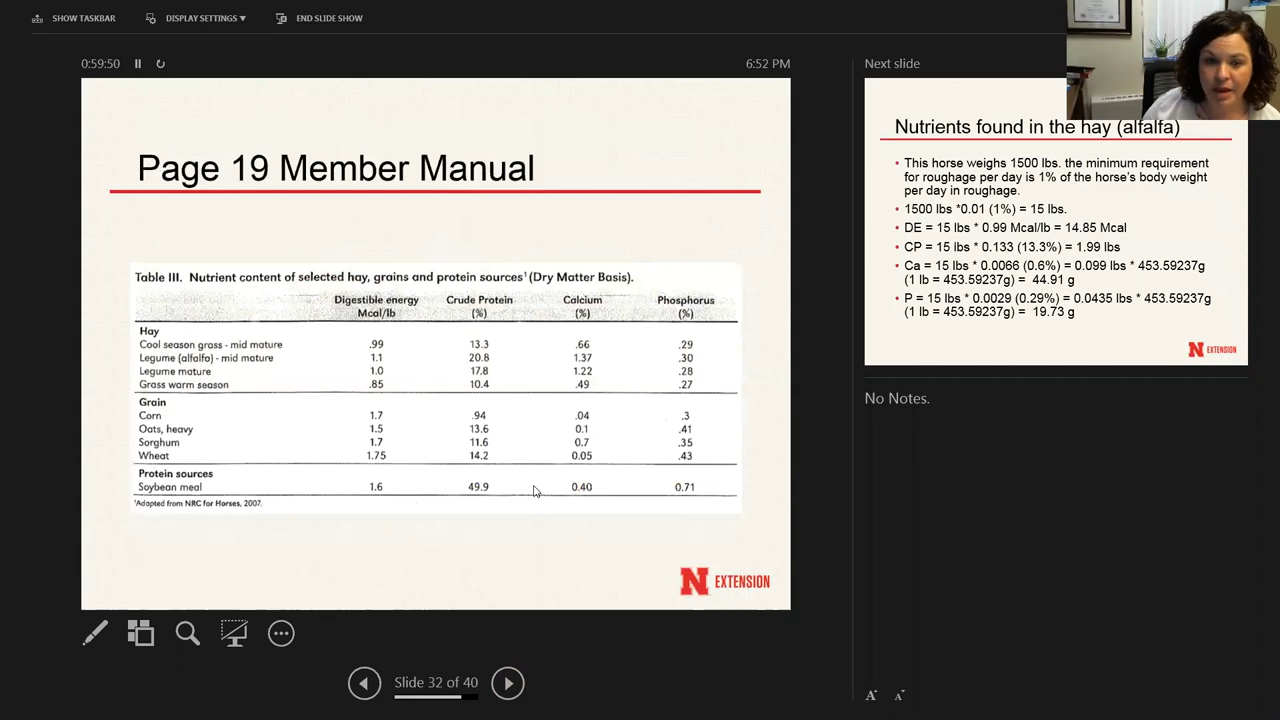 SHOW TASKBAR
DISPLAY SETTINGS ▾
END SLIDE SHOW
0:59:50
6:52 PM
Page 19 Member Manual
Table III. Nutrient content of selected hay, grains and protein sources¹ (Dry Matter Basis).
Digestible energy Crude Protein Calcium Phosphorus
Mcal/lb (%) (%) (%)
Hay
Cool season grass - mid mature .99 13.3 .66 .29
Legume (alfalfa) - mid mature 1.1 20.8 1.37 .30
Legume mature 1.0 17.8 1.22 .28
Grass warm season .85 10.4 .49 .27
Grain
Corn 1.7 .94 .04 .3
Oats, heavy 1.5 13.6 0.1 .41
Sorghum 1.7 11.6 0.7 .35
Wheat 1.75 14.2 0.05 .43
Protein sources
Soybean meal 1.6 49.9 0.40 0.71
¹Adapted from NRC for Horses, 2007.
N EXTENSION
Slide 32 of 40
Next slide
Nutrients found in the hay (alfalfa)
• This horse weighs 1500 lbs. the minimum requirement
for roughage per day is 1% of the horse's body weight
per day in roughage.
• 1500 lbs *0.01 (1%) = 15 lbs.
• DE = 15 lbs * 0.99 Mcal/lb = 14.85 Mcal
• CP = 15 lbs * 0.133 (13.3%) = 1.99 lbs
• Ca = 15 lbs * 0.0066 (0.6%) = 0.099 lbs * 453.59237g
(1 lb = 453.59237g) = 44.91 g
• P = 15 lbs * 0.0029 (0.29%) = 0.0435 lbs * 453.59237g
(1 lb = 453.59237g) = 19.73 g
N EXTENSION
No Notes.
A A